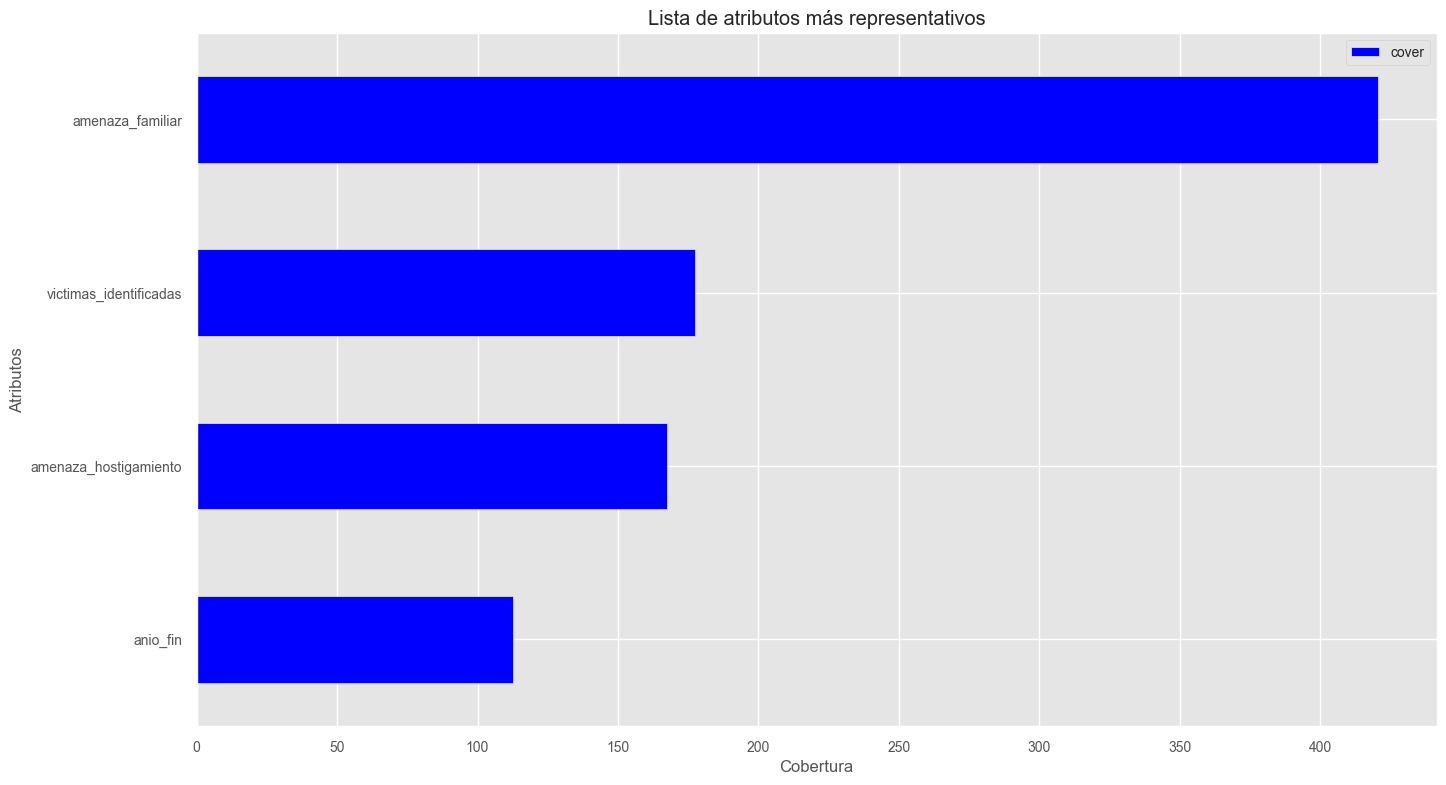 Lista de atributos más representativos
cover
amenaza_familiar
victimas_identificadas
amenaza_hostigamiento
anio_fin
Atributos
0 50 100 150 200 250 300 350 400
Cobertura